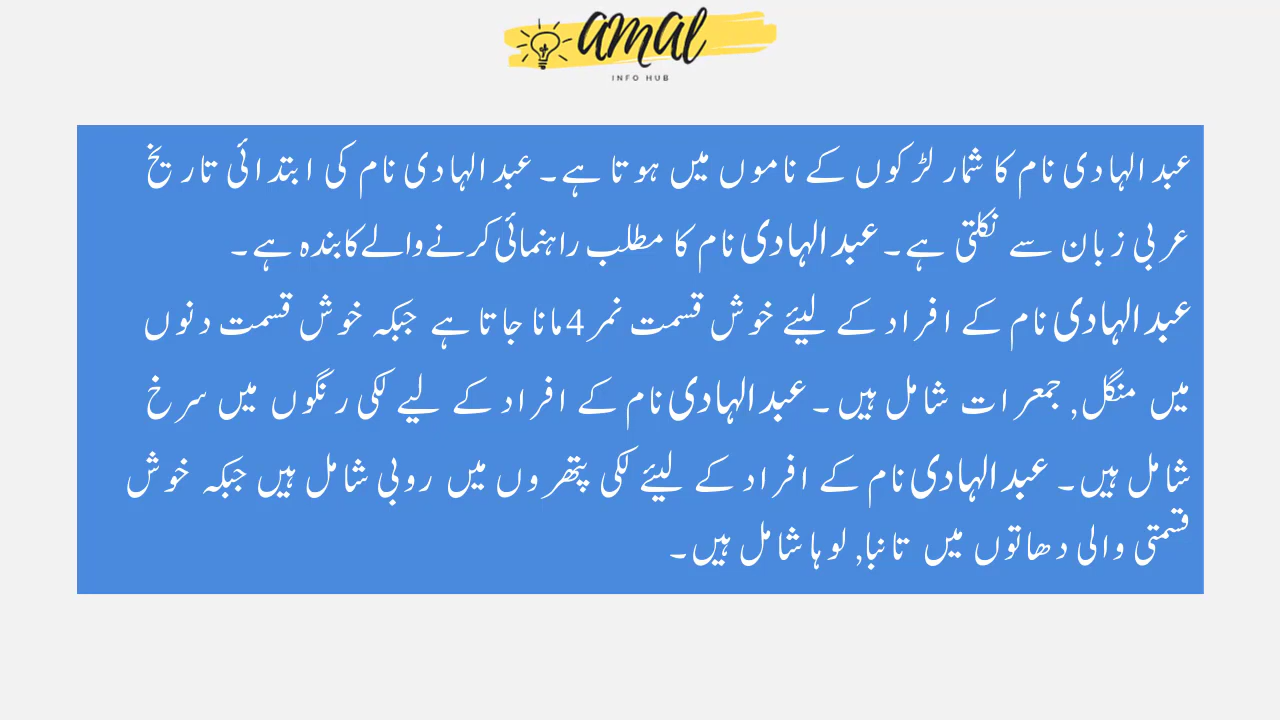 amal
INFO HUB
عبدالہادی نام کا شمار لڑکوں کے ناموں میں ہوتا ہے۔ عبدالہادی نام کی ابتدائی تاریخ
عربی زبان سے نکلتی ہے۔ عبدالہادی نام کا مطلب راہنمائی کرنے والے کا بندہ ہے۔
عبدالہادی نام کے افراد کے لیئے خوش قسمت نمر 4 مانا جاتا ہے جبکہ خوش قسمت دنوں
میں منگل, جمعرات شامل ہیں۔ عبدالہادی نام کے افراد کے لیے لکی رنگوں میں سرخ
شامل ہیں۔ عبدالہادی نام کے افراد کے لیئے لکی پتھروں میں روبی شامل ہیں جبکہ خوش
قسمتی والی دھاتوں میں تانبا, لوہا شامل ہیں۔